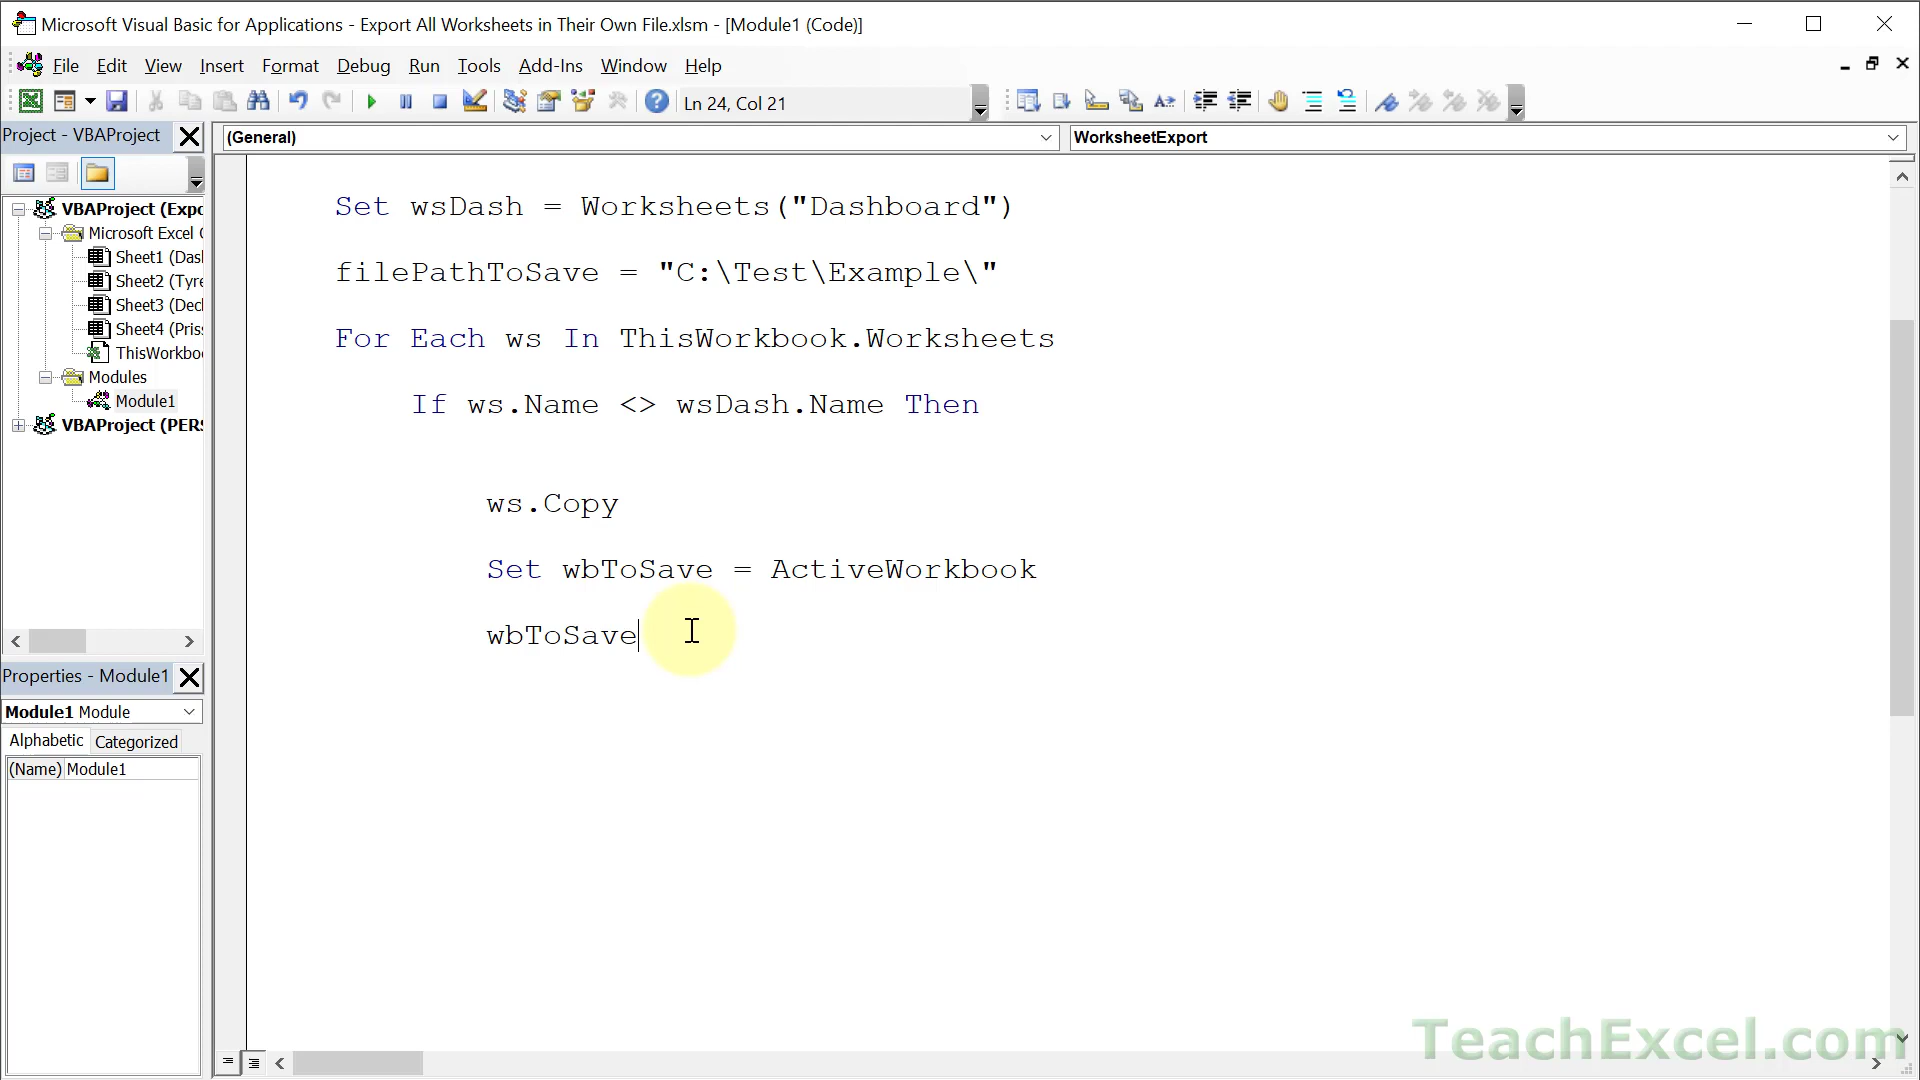 Microsoft Visual Basic for Applications - Export All Worksheets in Their Own File.xlsm - [Module1 (Code)]
File Edit View Insert Format Debug Run Tools Add-Ins Window Help
Ln 24, Col 21
Project - VBAProject
(General)
WorksheetExport
VBAProject (Expo
Microsoft Excel O
Sheet1 (Das
Sheet2 (Tyre
Sheet3 (Decl
Sheet4 (Priss
ThisWorkboo
Modules
Module1
VBAProject (PERS
Set wsDash = Worksheets("Dashboard")
filePathToSave = "C:\Test\Example\"
For Each ws In ThisWorkbook.Worksheets
If ws.Name <> wsDash.Name Then
ws.Copy
Set wbToSave = ActiveWorkbook
wbToSave
Properties - Module1
Module1 Module
Alphabetic Categorized
(Name) Module1
TeachExcel.com